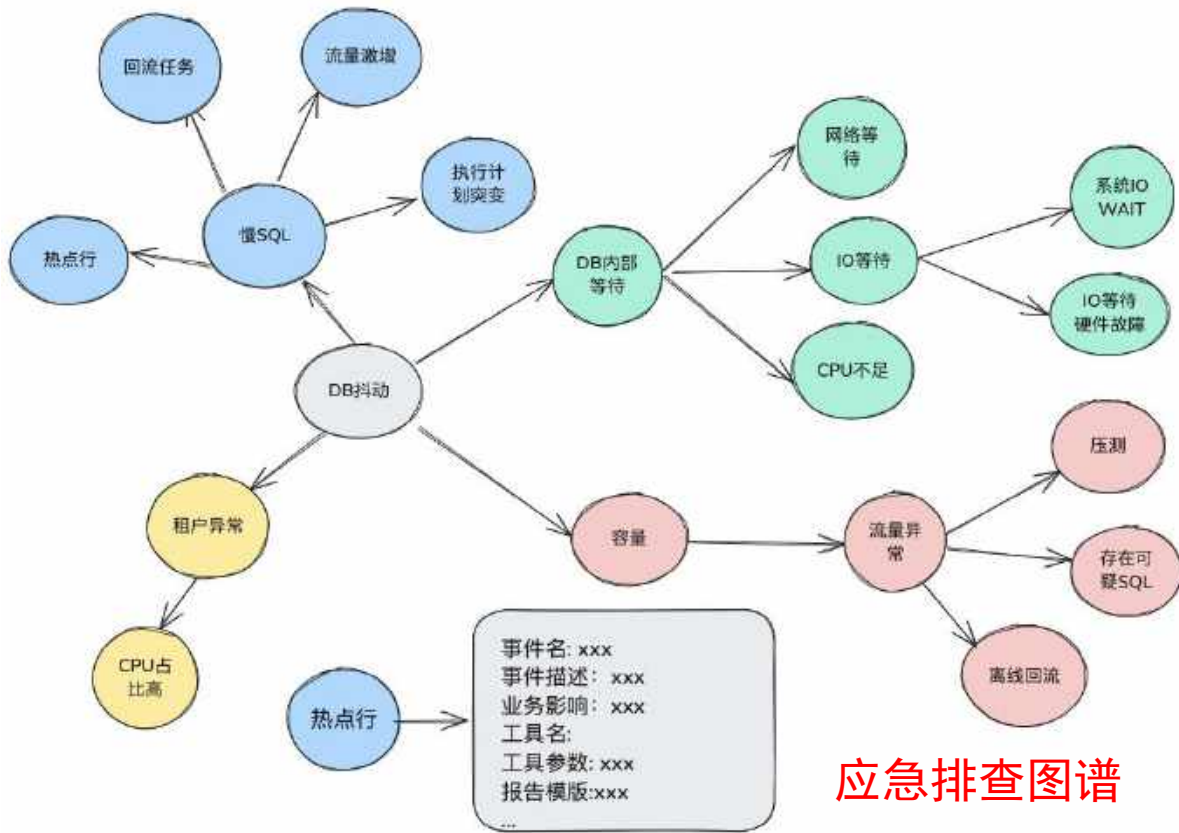 回流任务
流量激增
执行计
划突变
慢SQL
热点行
网络等
待
系统IO
WAIT
DB内部
等待
IO等待
IO等待
硬件故障
CPU不足
DB抖动
压测
租户异常
容量
流量异
常
存在可
疑SQL
CPU占
比高
离线回流
热点行
事件名: xxx
事件描述：xxx
业务影响：xxx
工具名:
工具参数: xxx
报告模版:xxx
...
应急排查图谱